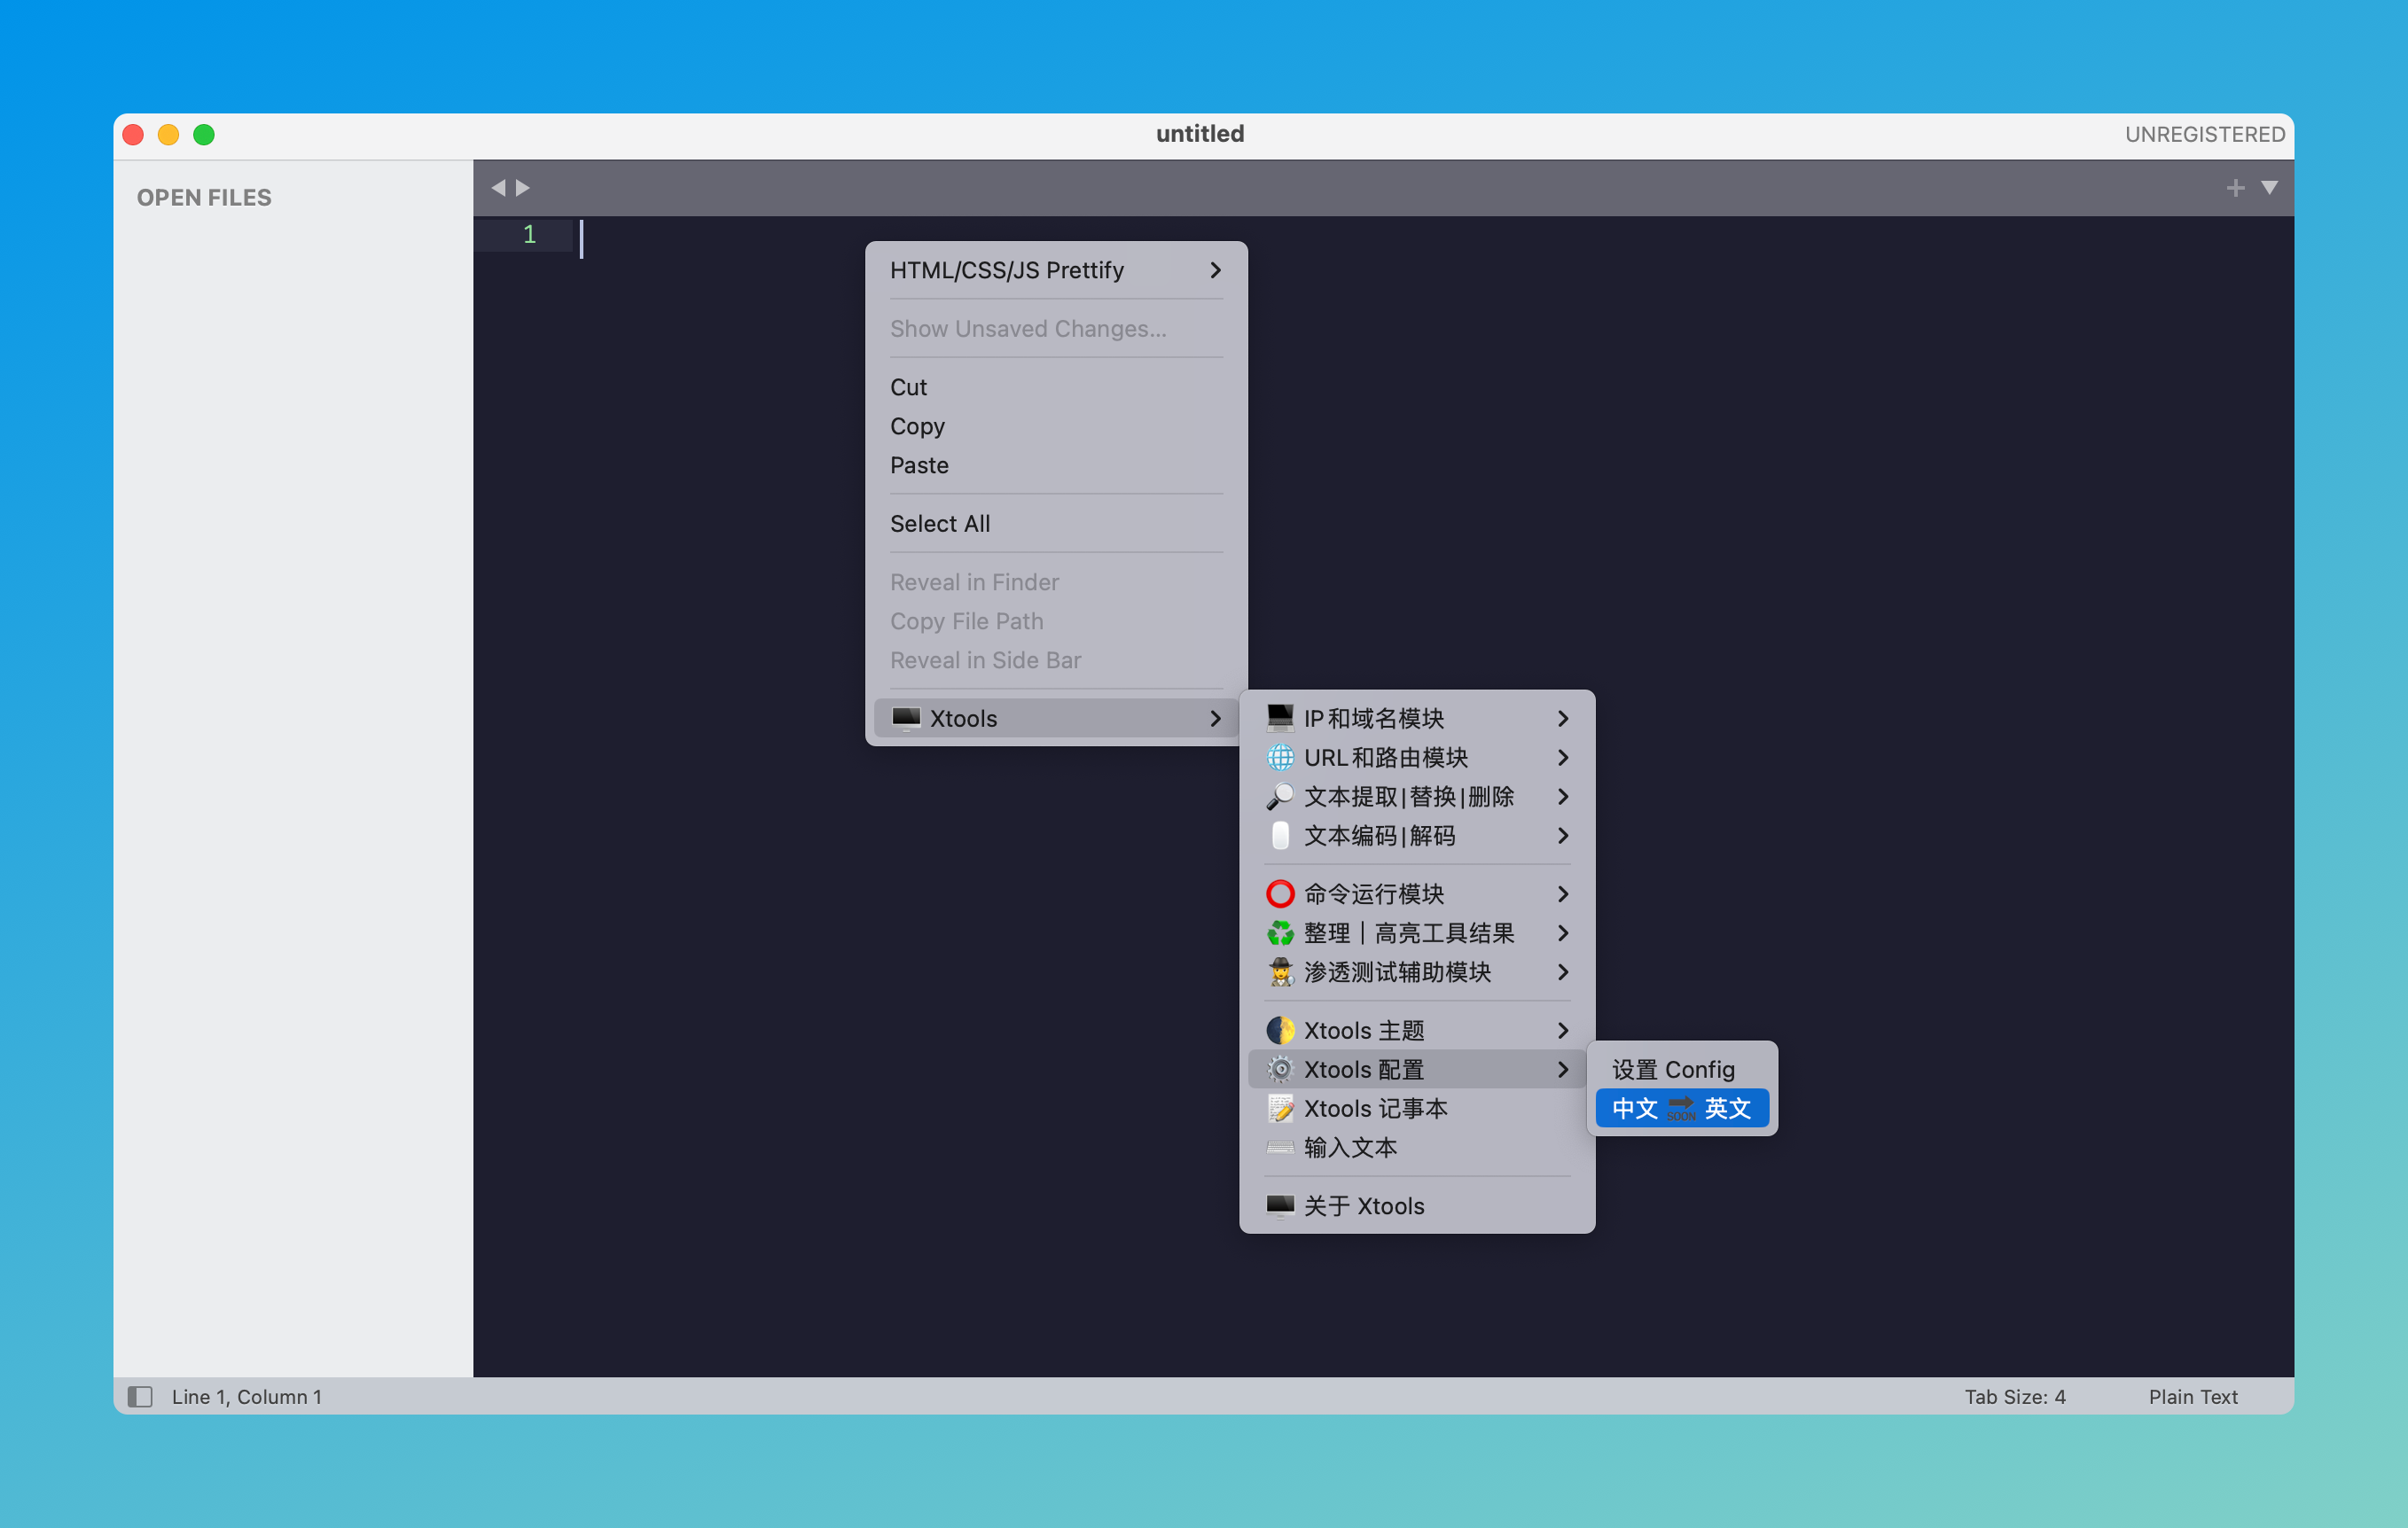 untitled
UNREGISTERED
OPEN FILES
1
HTML/CSS/JS Prettify
Show Unsaved Changes...
Cut
Copy
Paste
Select All
Reveal in Finder
Copy File Path
Reveal in Side Bar
Xtools
IP和域名模块
URL和路由模块
文本提取|替换|删除
文本编码|解码
命令运行模块
整理｜高亮工具结果
渗透测试辅助模块
Xtools 主题
Xtools 配置
Xtools 记事本
输入文本
关于 Xtools
设置 Config
中文 SOON 英文
Line 1, Column 1
Tab Size: 4
Plain Text